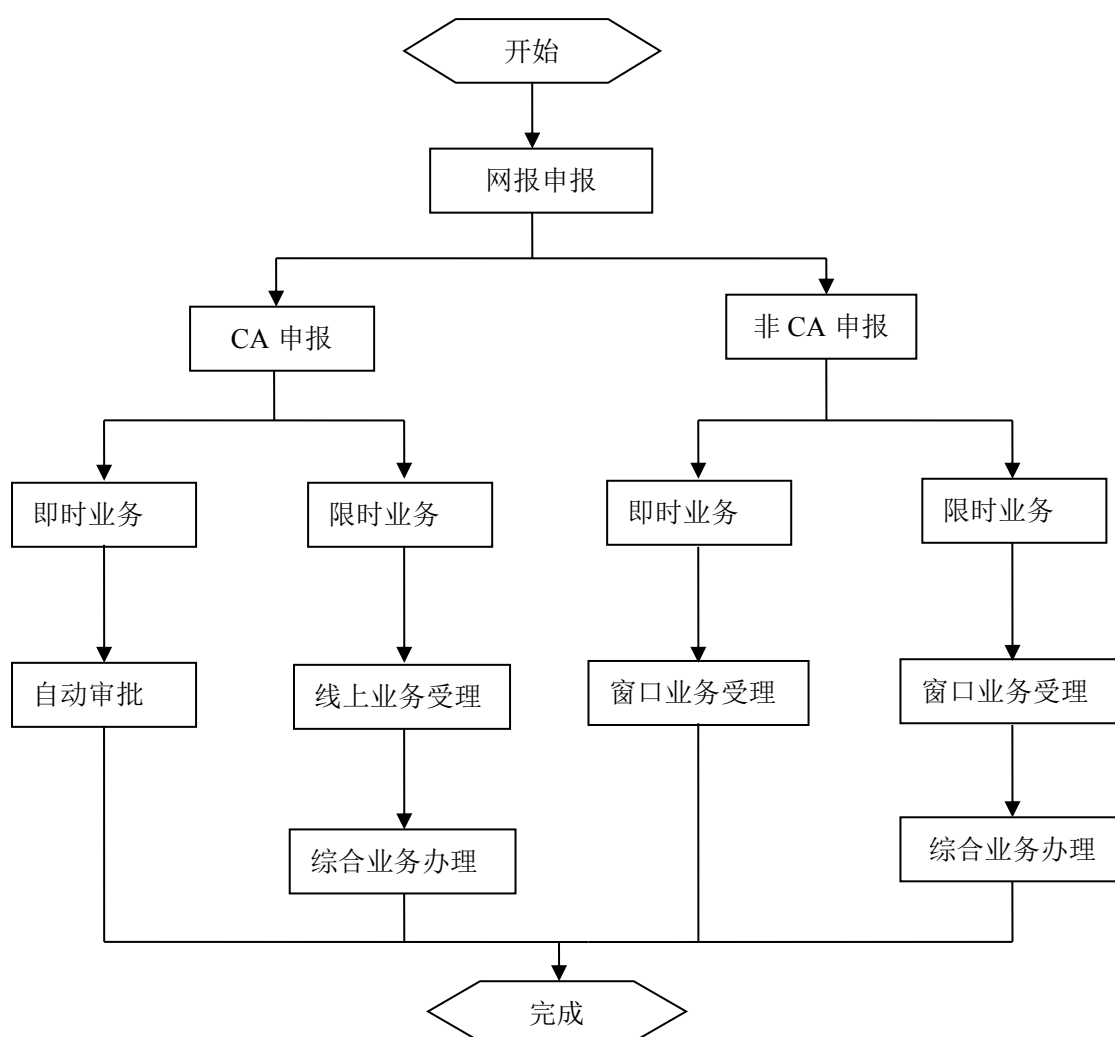 开始
网报申报
CA 申报
非 CA 申报
即时业务
限时业务
即时业务
限时业务
自动审批
线上业务受理
窗口业务受理
窗口业务受理
综合业务办理
综合业务办理
完成